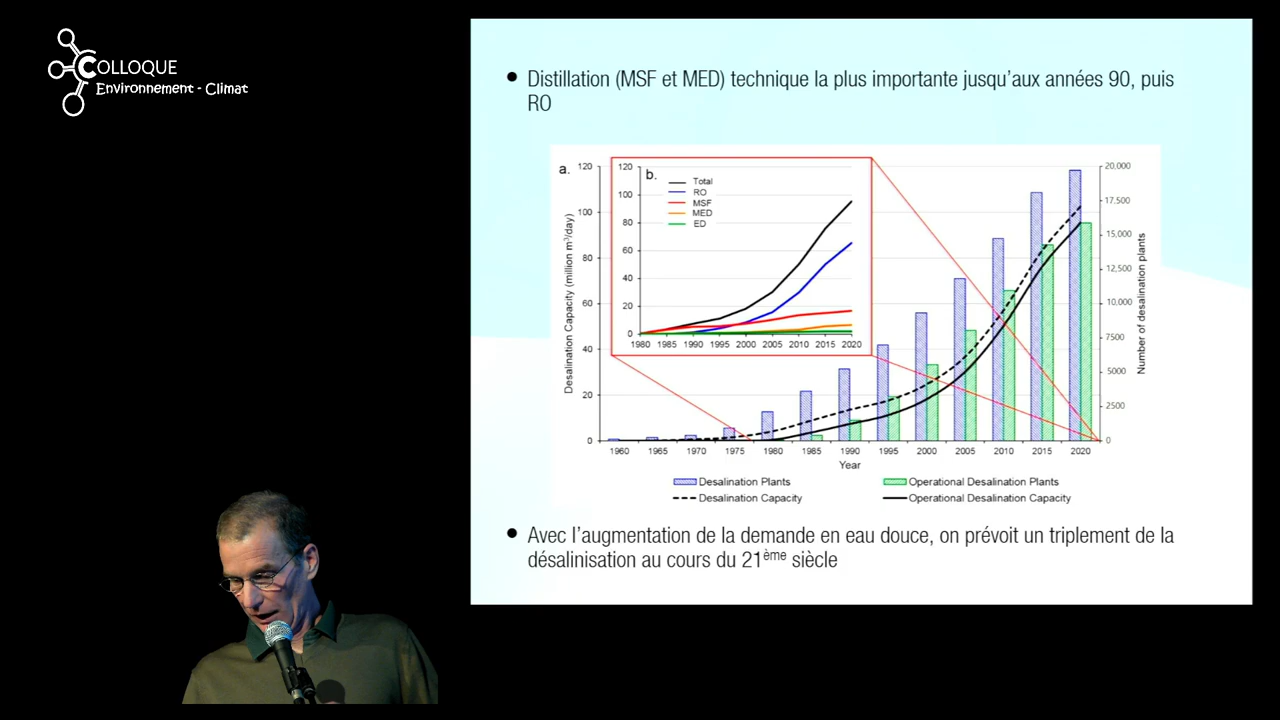 COLLOQUE
Environnement - Climat
• Distillation (MSF et MED) technique la plus importante jusqu'aux années 90, puis
RO
a.
b.
Desalination Capacity (million m³/day)
120
100
80
60
40
20
0
120
100
80
60
40
20
0
Total
RO
MSF
MED
ED
1980 1985 1990 1995 2000 2005 2010 2015 2020
20,000
17,500
15,000
12,500
10,000
7500
5000
2500
0
Number of desalination plants
1960 1965 1970 1975 1980 1985 1990 1995 2000 2005 2010 2015 2020
Year
Desalination Plants
Operational Desalination Plants
Desalination Capacity
Operational Desalination Capacity
• Avec l'augmentation de la demande en eau douce, on prévoit un triplement de la
désalinisation au cours du 21ème siècle